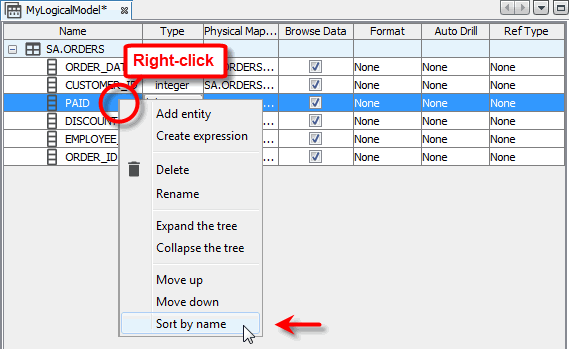 MyLogicalModel*
Name Type Physical Map... Browse Data Format Auto Drill Ref Type
SA.ORDERS
ORDER_DAT .ORDERS... None None None
Right-click
CUSTOMER_ID integer SA.ORDERS... None None None
PAID None None None
DISCOUNT None None None
EMPLOYEE_ None None None
ORDER_ID None None None
Add entity
Create expression
Delete
Rename
Expand the tree
Collapse the tree
Move up
Move down
Sort by name